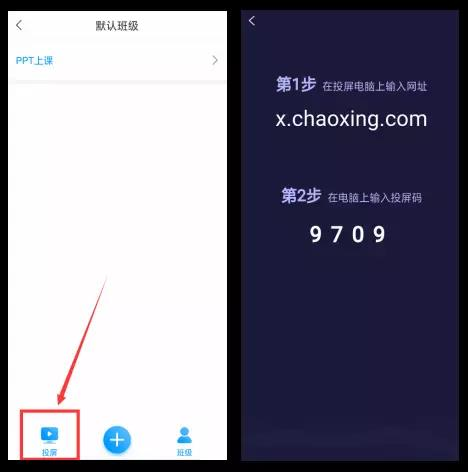 默认班级
PPT上课
投屏
班级
第1步 在投屏电脑上输入网址
x.chaoxing.com
第2步 在电脑上输入投屏码
9709